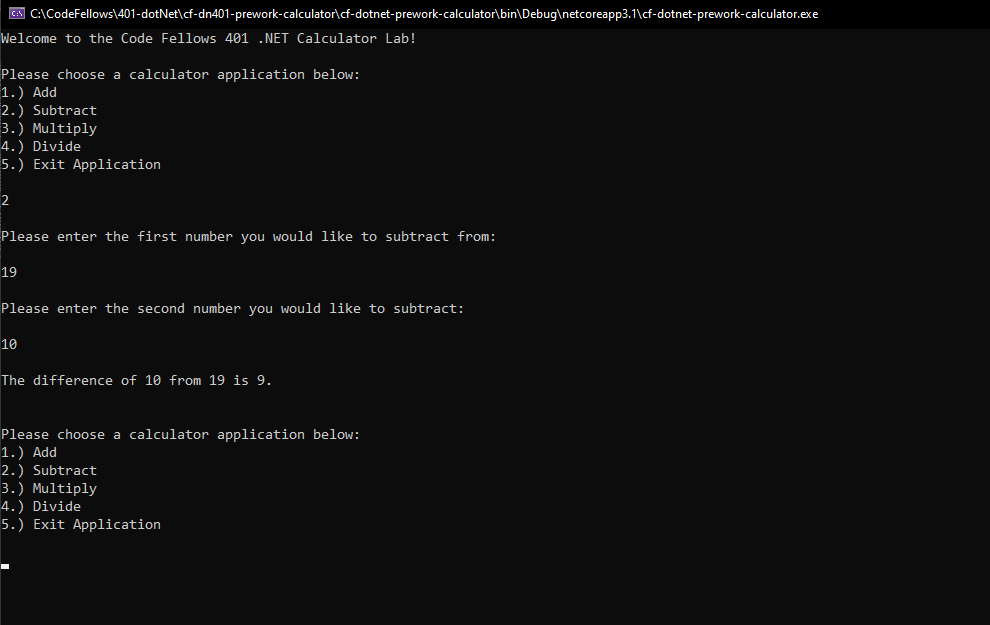 C:\CodeFellows\401-dotNet\cf-dn401-prework-calculator\cf-dotnet-prework-calculator\bin\Debug\netcoreapp3.1\cf-dotnet-prework-calculator.exe
Welcome to the Code Fellows 401 .NET Calculator Lab!
Please choose a calculator application below:
1.) Add
2.) Subtract
3.) Multiply
4.) Divide
5.) Exit Application
2
Please enter the first number you would like to subtract from:
19
Please enter the second number you would like to subtract:
10
The difference of 10 from 19 is 9.
Please choose a calculator application below:
1.) Add
2.) Subtract
3.) Multiply
4.) Divide
5.) Exit Application